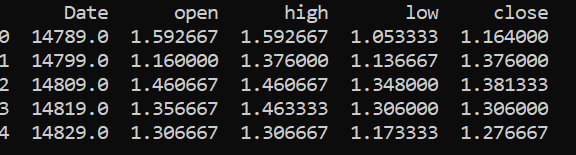 Date open high low close
0 14789.0 1.592667 1.592667 1.053333 1.164000
1 14799.0 1.160000 1.376000 1.136667 1.376000
2 14809.0 1.460667 1.460667 1.348000 1.381333
3 14819.0 1.356667 1.463333 1.306000 1.306000
4 14829.0 1.306667 1.306667 1.173333 1.276667